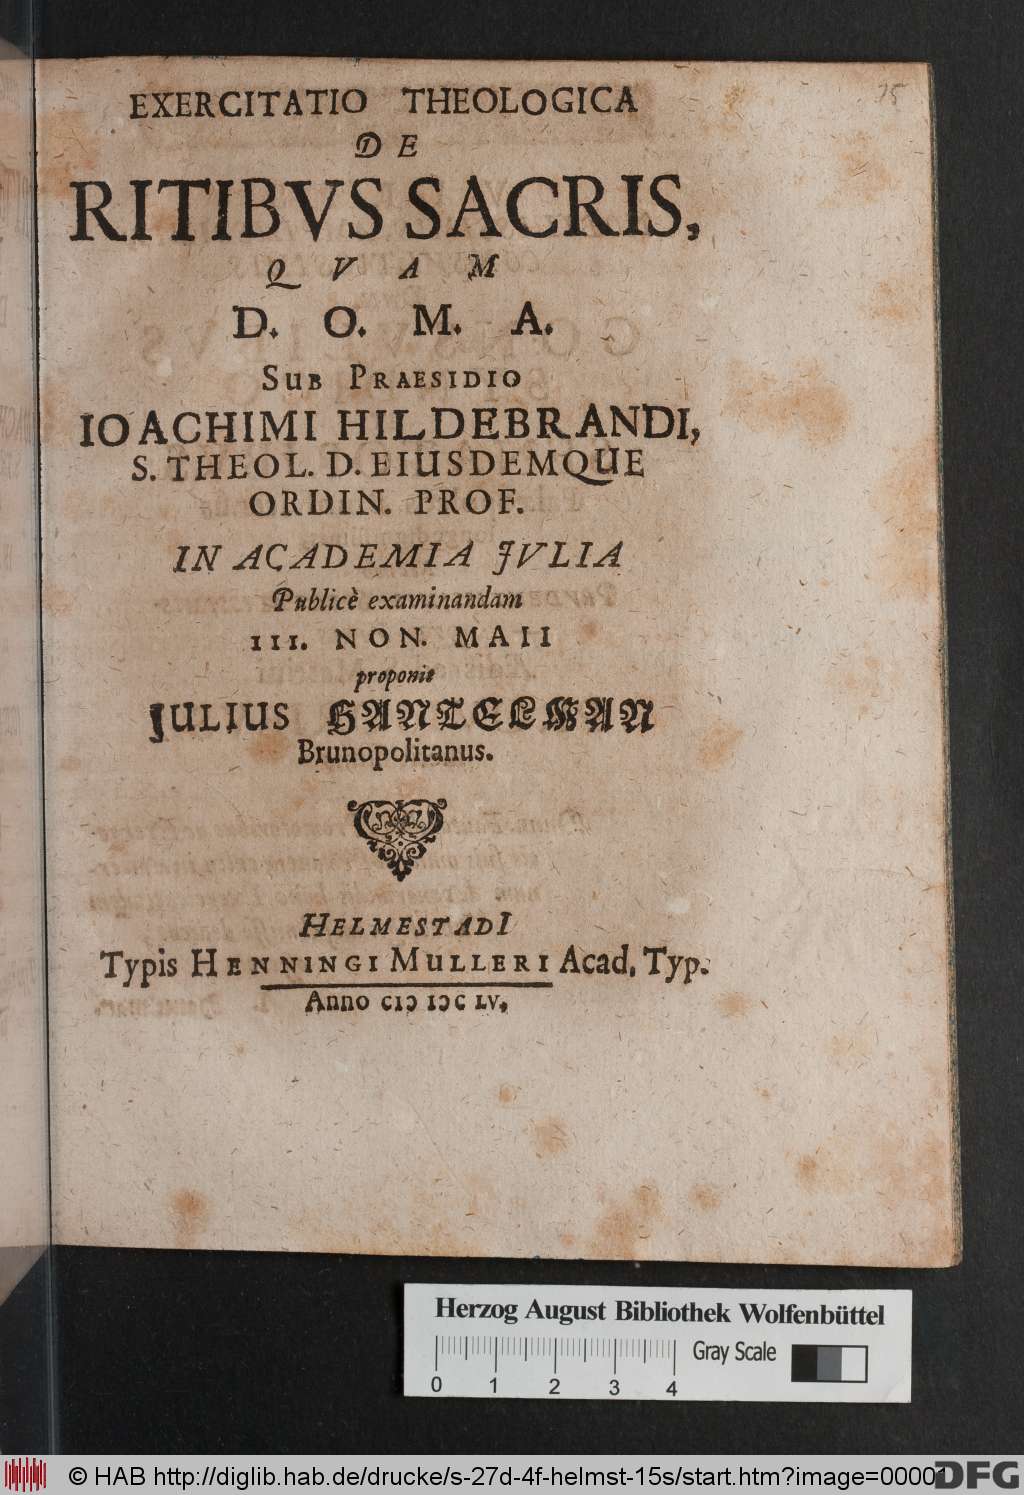 15
EXERCITATIO THEOLOGICA
DE
RITIBVS SACRIS,
QVAM
D. O. M. A.
SUB PRAESIDIO
IOACHIMI HILDEBRANDI,
S. THEOL. D. EIUSDEMQUE
ORDIN. PROF.
IN ACADEMIA JVLIA
Publicè examinandam
III. NON. MAII
proponit
JULIUS HANTELMAN
Brunopolitanus.
HELMESTADI
Typis HENNINGI MULLERI Acad. Typ.
Anno CIↃ IↃC LV.
Herzog August Bibliothek Wolfenbüttel
Gray Scale
0 1 2 3 4
© HAB http://diglib.hab.de/drucke/s-27d-4f-helmst-15s/start.htm?image=00001
DFG